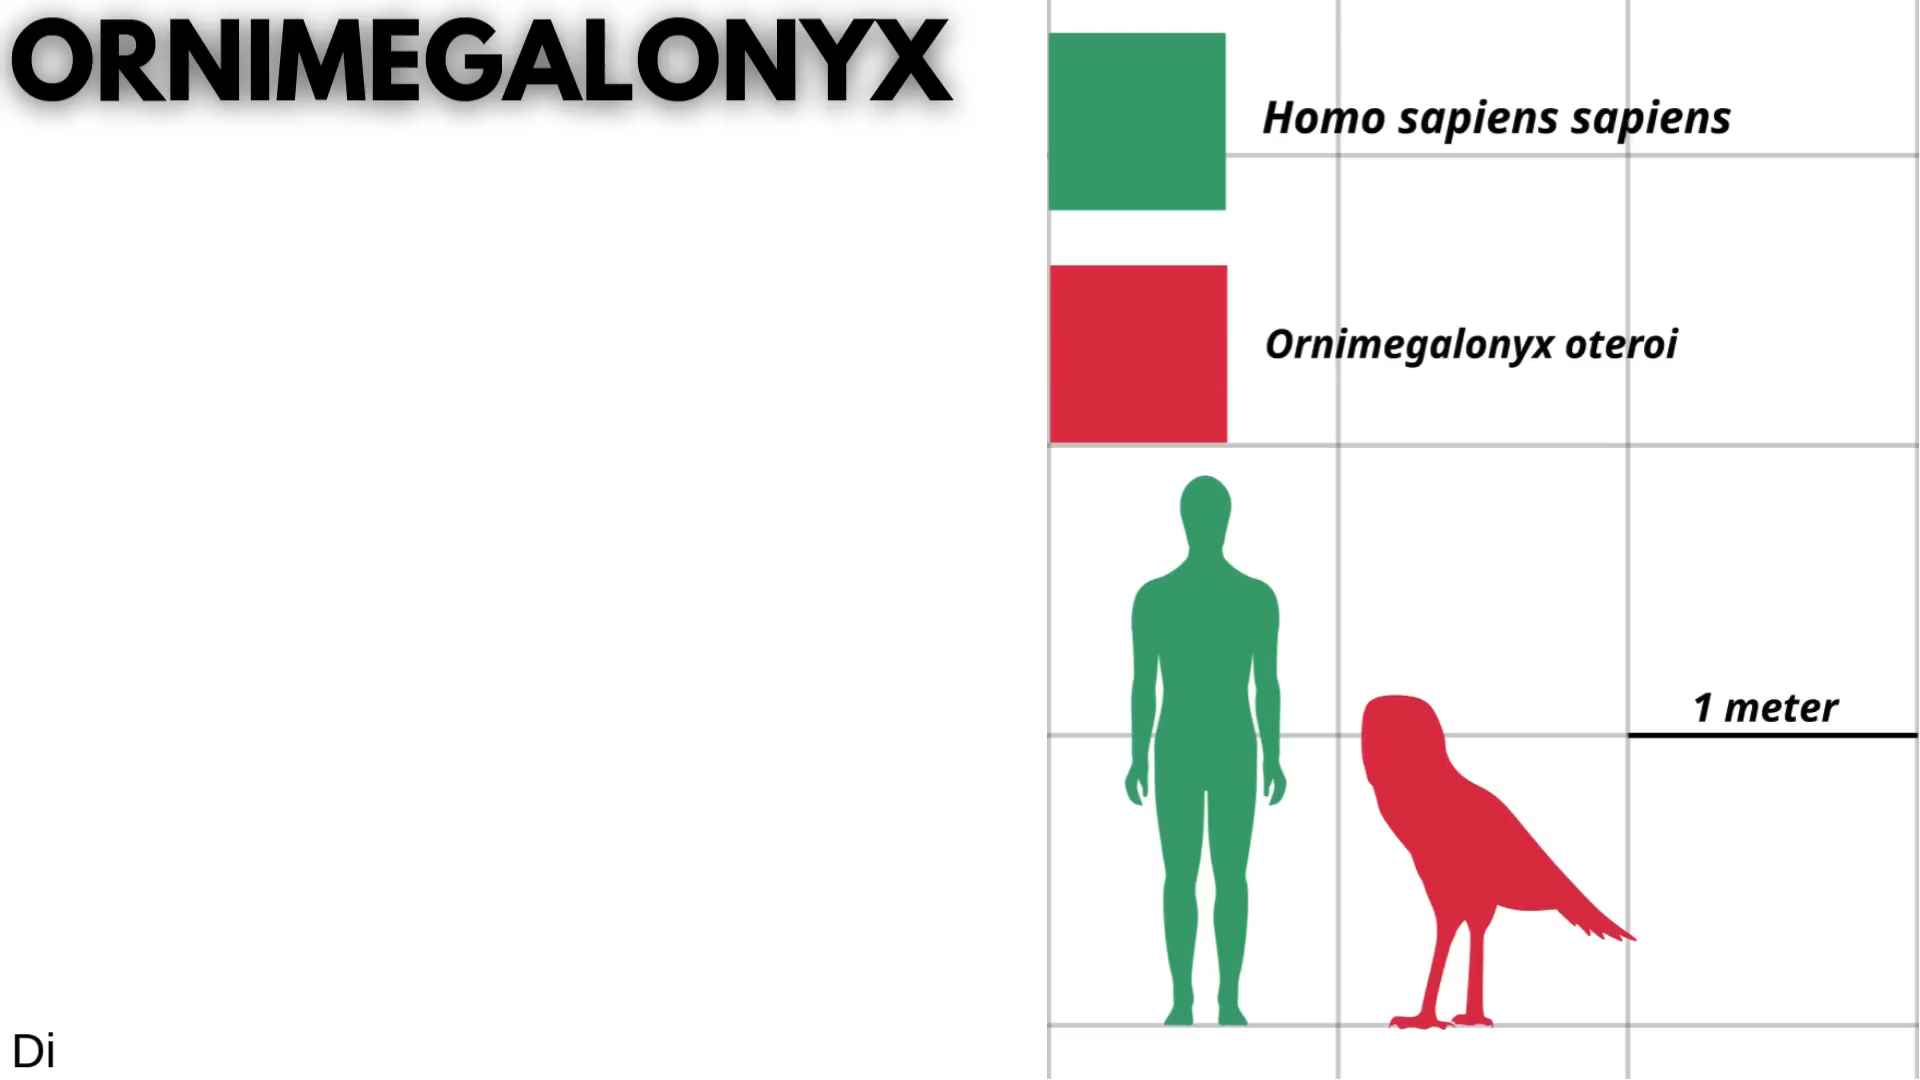 ORNIMEGALONYX
Homo sapiens sapiens
Ornimegalonyx oteroi
1 meter
Di